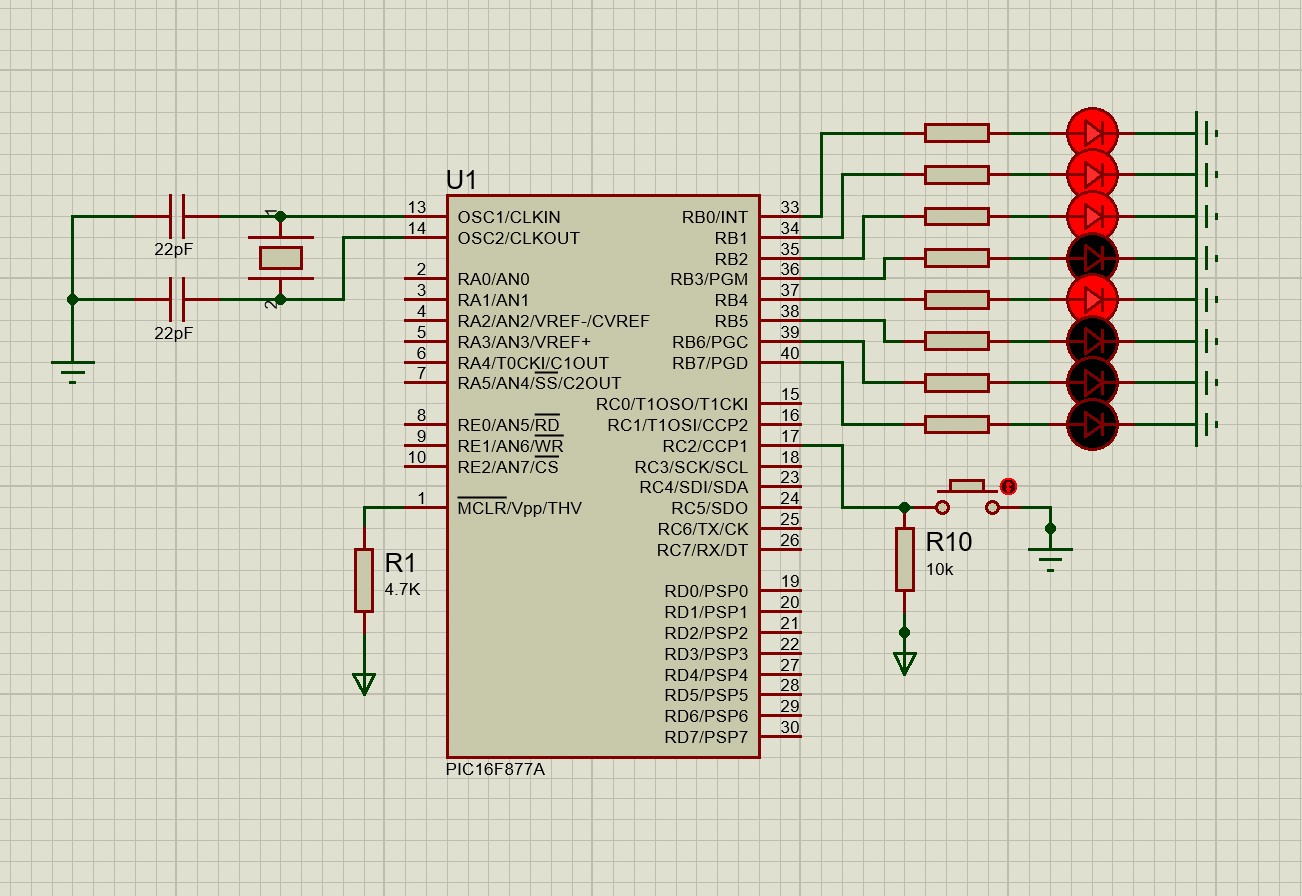 U1
13
OSC1/CLKIN
14
OSC2/CLKOUT
2
RA0/AN0
3
RA1/AN1
4
RA2/AN2/VREF-/CVREF
5
RA3/AN3/VREF+
6
RA4/T0CKI/C1OUT
7
RA5/AN4/SS/C2OUT
8
RE0/AN5/RD
9
RE1/AN6/WR
10
RE2/AN7/CS
1
MCLR/Vpp/THV
RB0/INT
33
RB1
34
RB2
35
RB3/PGM
36
RB4
37
RB5
38
RB6/PGC
39
RB7/PGD
40
RC0/T1OSO/T1CKI
15
RC1/T1OSI/CCP2
16
RC2/CCP1
17
RC3/SCK/SCL
18
RC4/SDI/SDA
23
RC5/SDO
24
RC6/TX/CK
25
RC7/RX/DT
26
RD0/PSP0
19
RD1/PSP1
20
RD2/PSP2
21
RD3/PSP3
22
RD4/PSP4
27
RD5/PSP5
28
RD6/PSP6
29
RD7/PSP7
30
PIC16F877A
22pF
22pF
1
2
R1
4.7K
R10
10k